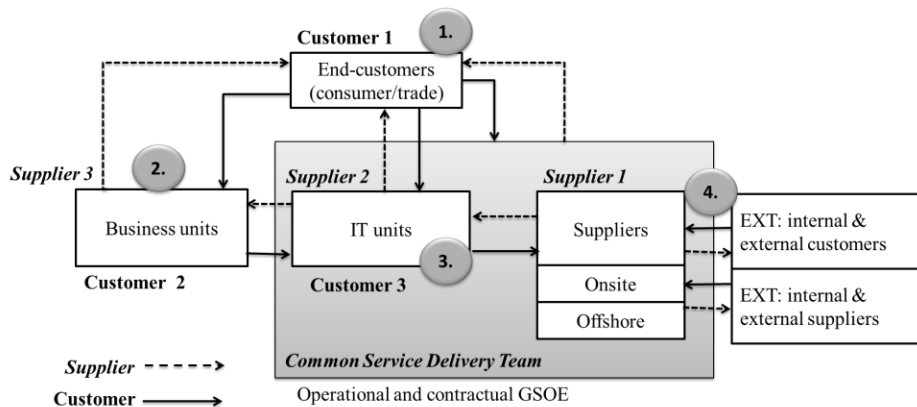 Customer 1
1.
End-customers
(consumer/trade)
Supplier 3
2.
Supplier 2
Supplier 1
4.
Business units
IT units
Suppliers
EXT: internal &
external customers
3.
Customer 2
Customer 3
Onsite
Offshore
EXT: internal &
external suppliers
Supplier
Common Service Delivery Team
Customer
Operational and contractual GSOE